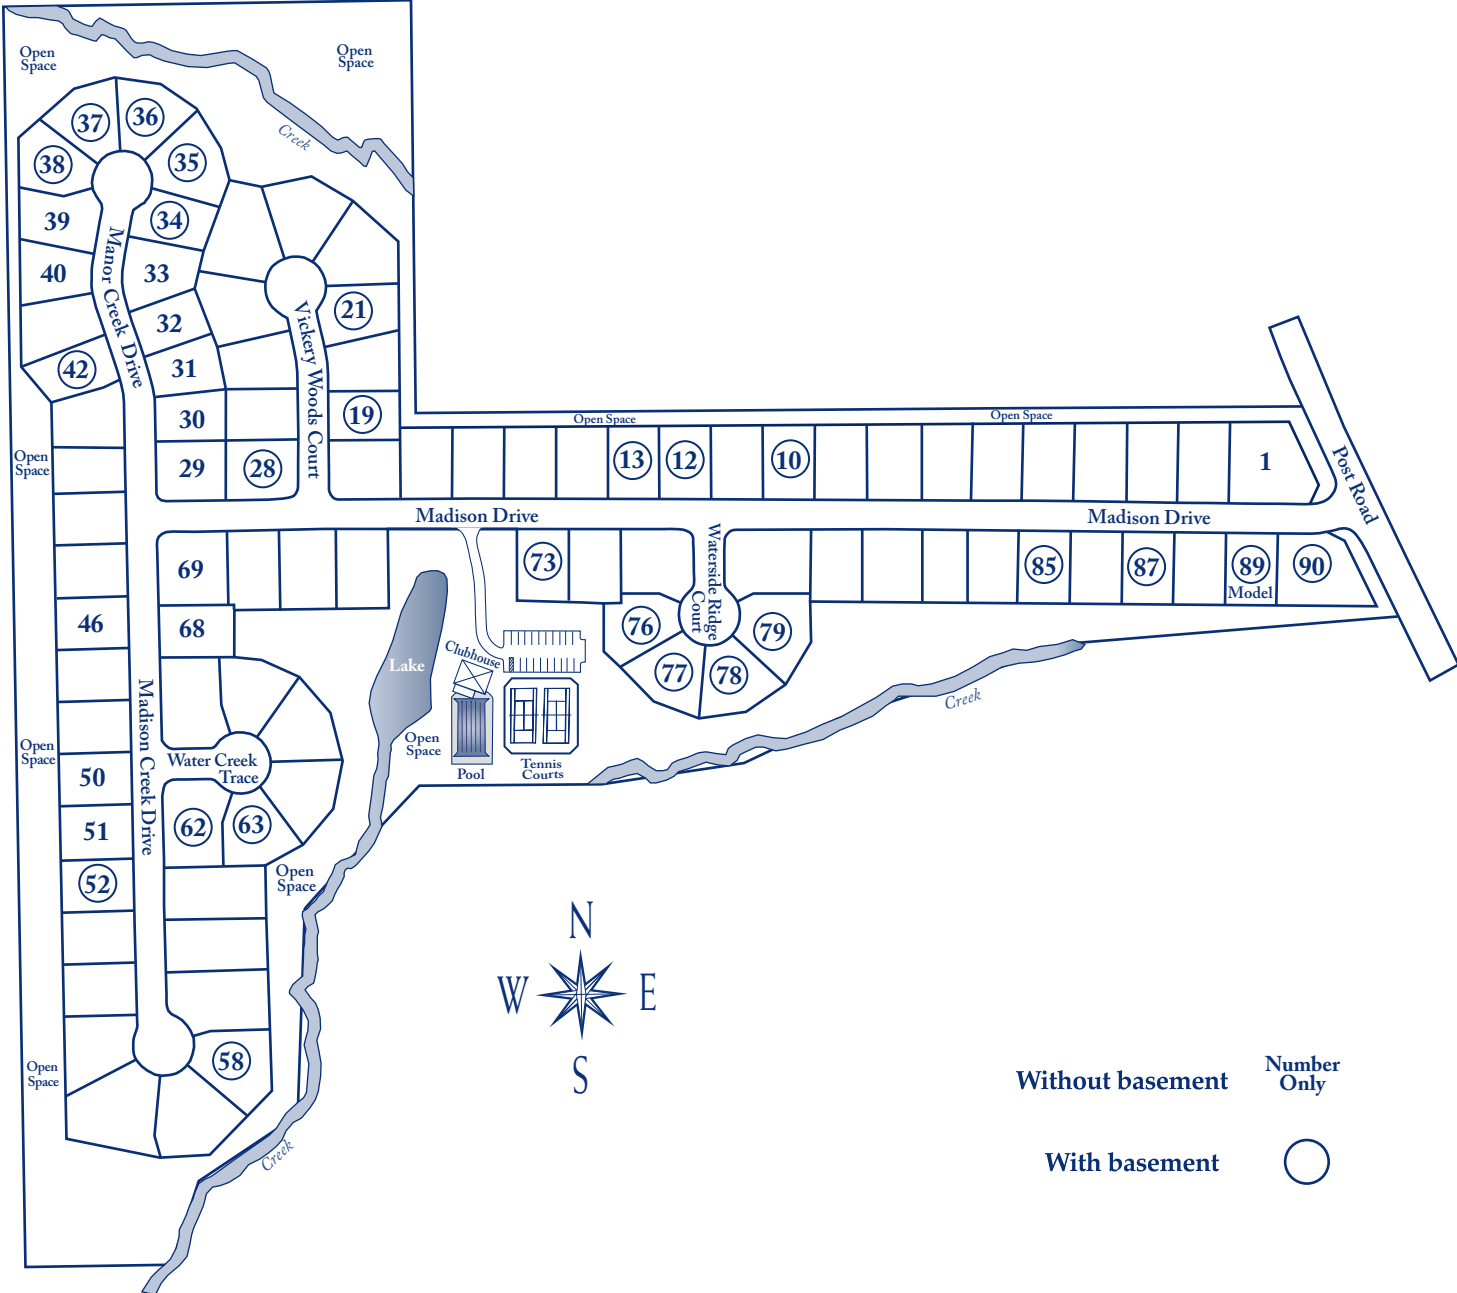 Open
Space
Open
Space
Creek
37
36
38
35
39
34
40
33
Manor Creek Drive
32
21
Vickery Woods Court
42
31
30
19
29
28
Open
Space
Open Space
Open Space
13
12
10
1
Post Road
Madison Drive
Madison Drive
69
73
Waterside Ridge
Court
85
87
89
Model
90
46
68
76
79
77
78
Clubhouse
Lake
Creek
Open
Space
Pool
Tennis
Courts
Open
Space
Madison Creek Drive
Water Creek
Trace
50
51
62
63
52
Open
Space
N
W
E
S
58
Open
Space
Creek
Without basement
Number
Only
With basement